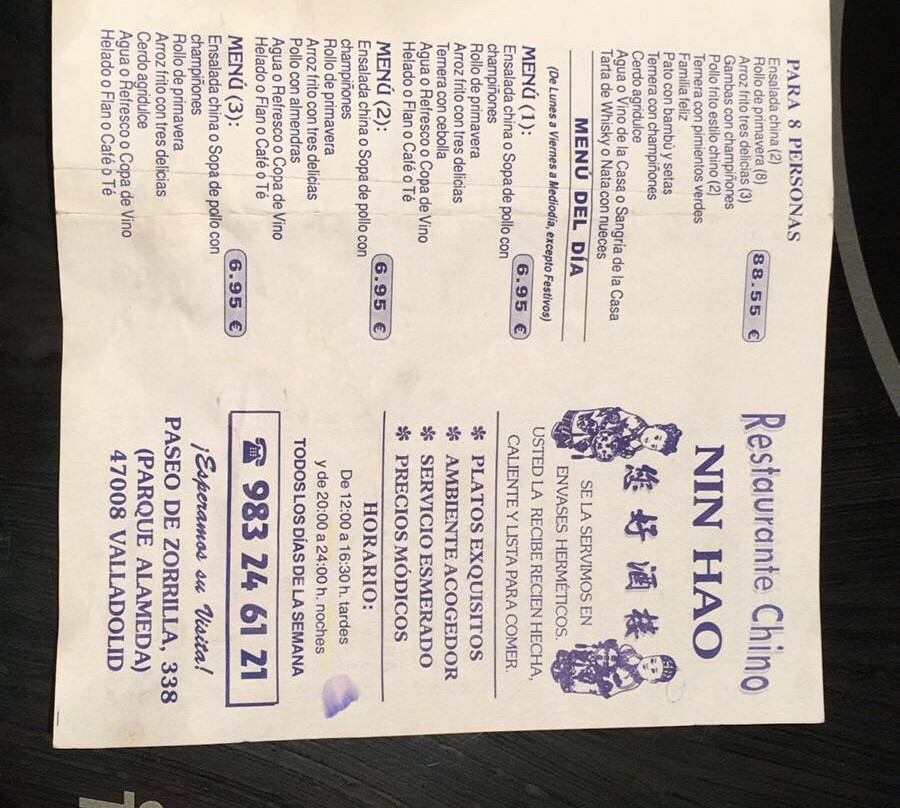 PARA 8 PERSONAS
Ensalada china (2)
Rollo de primavera (8)
Arroz frito tres delicias (3)
Gambas con champiñones
Pollo frito estilo chino (2)
Ternera con pimientos verdes
Familia feliz
Pato con bambú y setas
Ternera con champiñones
Cerdo agridulce
Agua o Vino de la Casa o Sangría de la Casa
Tarta de Whisky o Nata con nueces
88.55 €
MENÚ DEL DÍA
(De Lunes a Viernes a Mediodia, excepto Festivos)
MENÚ (1):
6.95 €
Ensalada china o Sopa de pollo con
champiñones
Rollo de primavera
Arroz frito con tres delicias
Ternera con cebolla
Agua o Refresco o Copa de Vino
Helado o Flan o Café o Té
MENÚ (2):
6.95 €
Ensalada china o Sopa de pollo con
champiñones
Rollo de primavera
Arroz frito con tres delicias
Pollo con almendras
Agua o Refresco o Copa de Vino
Helado o Flan o Café o Té
MENÚ (3):
6.95 €
Ensalada china o Sopa de pollo con
champiñones
Rollo de primavera
Arroz frito con tres delicias
Cerdo agridulce
Agua o Refresco o Copa de Vino
Helado o Flan o Café o Té
Restaurante Chino
NIN HAO
您好酒楼
SE LA SERVIMOS EN
ENVASES HERMÉTICOS.
USTED LA RECIBE RECIEN HECHA,
CALIENTE Y LISTA PARA COMER.
* PLATOS EXQUISITOS
* AMBIENTE ACOGEDOR
* SERVICIO ESMERADO
* PRECIOS MÓDICOS
HORARIO:
De 12:00 a 16:30 h. tardes
y de 20:00 a 24:00 h. noches
TODOS LOS DÍAS DE LA SEMANA
☎ 983 24 61 21
¡Esperamos su Visita!
PASEO DE ZORRILLA, 338
(PARQUE ALAMEDA)
47008 VALLADOLID